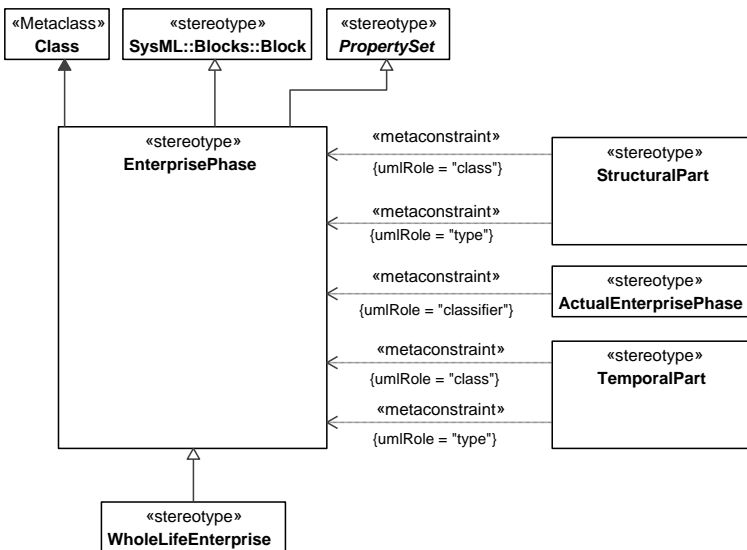 «Metaclass»
Class
«stereotype»
SysML::Blocks::Block
«stereotype»
PropertySet
«stereotype»
EnterprisePhase
«metaconstraint»
{umlRole = "class"}
«stereotype»
StructuralPart
«metaconstraint»
{umlRole = "type"}
«metaconstraint»
{umlRole = "classifier"}
«stereotype»
ActualEnterprisePhase
«metaconstraint»
{umlRole = "class"}
«stereotype»
TemporalPart
«metaconstraint»
{umlRole = "type"}
«stereotype»
WholeLifeEnterprise